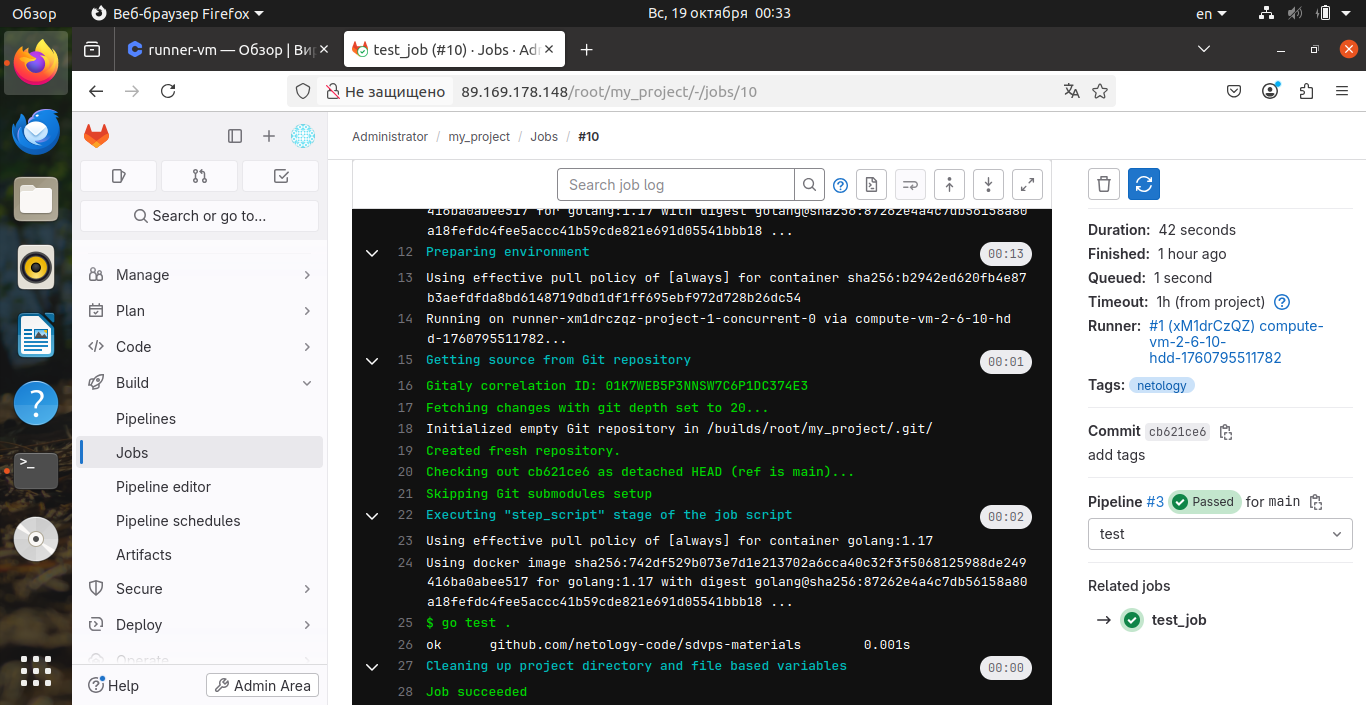 Обзор
Веб-браузер Firefox
Вс, 19 октября 00:33
en
runner-vm — Обзор | Ви
test_job (#10) · Jobs · Ad
Не защищено
89.169.178.148/root/my_project/-/jobs/10
Administrator / my_project / Jobs / #10
Search or go to...
Manage
Plan
Code
Build
Pipelines
Jobs
Pipeline editor
Pipeline schedules
Artifacts
Secure
Deploy
Operate
Help
Admin Area
Search job log
416ba0abee517 for golang:1.17 with digest golang@sha256:87262e4a4c7db56158a80
a18fefdc4fee5accc41b59cde821e691d05541bbb18 ...
12 Preparing environment 00:13
13 Using effective pull policy of [always] for container sha256:b2942ed620fb4e87
b3aefdfda8bd6148719dbd1df1ff695ebf972d728b26dc54
14 Running on runner-xm1drczqz-project-1-concurrent-0 via compute-vm-2-6-10-hd
d-1760795511782...
15 Getting source from Git repository 00:01
16 Gitaly correlation ID: 01K7WEB5P3NNSW7C6P1DC374E3
17 Fetching changes with git depth set to 20...
18 Initialized empty Git repository in /builds/root/my_project/.git/
19 Created fresh repository.
20 Checking out cb621ce6 as detached HEAD (ref is main)...
21 Skipping Git submodules setup
22 Executing "step_script" stage of the job script 00:02
23 Using effective pull policy of [always] for container golang:1.17
24 Using docker image sha256:742df529b073e7d1e213702a6cca40c32f3f5068125988de249
416ba0abee517 for golang:1.17 with digest golang@sha256:87262e4a4c7db56158a80
a18fefdc4fee5accc41b59cde821e691d05541bbb18 ...
25 $ go test .
26 ok github.com/netology-code/sdvps-materials 0.001s
27 Cleaning up project directory and file based variables 00:00
28 Job succeeded
Duration: 42 seconds
Finished: 1 hour ago
Queued: 1 second
Timeout: 1h (from project)
Runner: #1 (xM1drCzQZ) compute-
vm-2-6-10-
hdd-1760795511782
Tags: netology
Commit cb621ce6
add tags
Pipeline #3 Passed for main
test
Related jobs
test_job